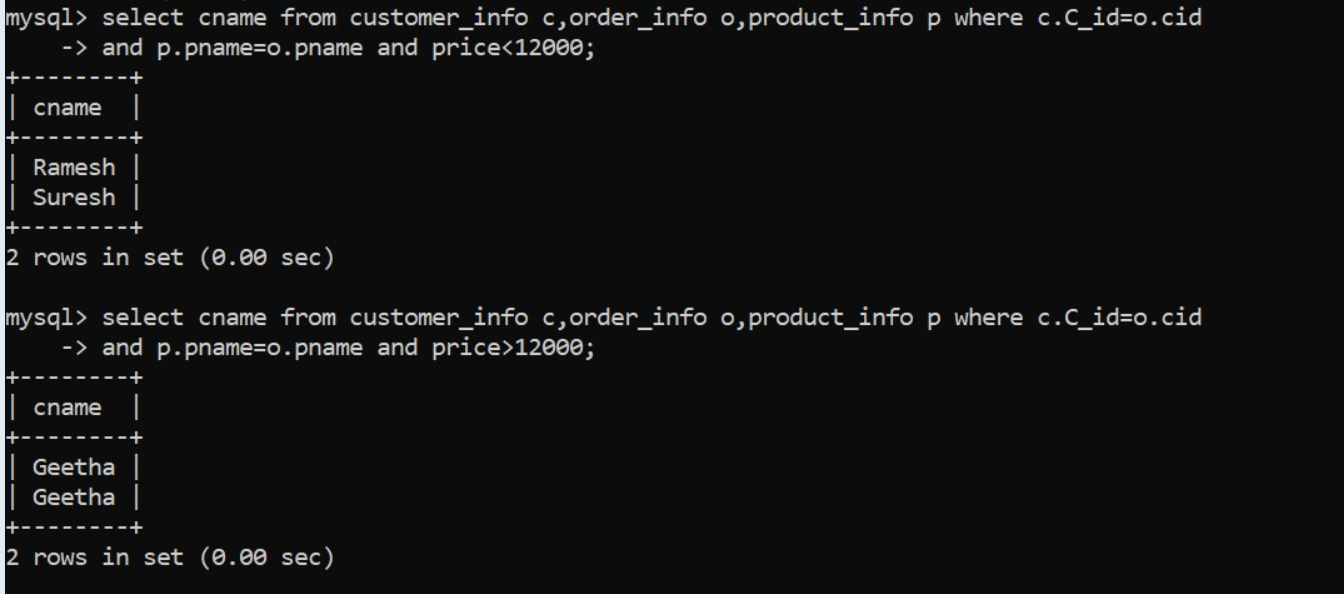 mysql> select cname from customer_info c,order_info o,product_info p where c.C_id=o.cid
    -> and p.pname=o.pname and price<12000;
+--------+
| cname  |
+--------+
| Ramesh |
| Suresh |
+--------+
2 rows in set (0.00 sec)

mysql> select cname from customer_info c,order_info o,product_info p where c.C_id=o.cid
    -> and p.pname=o.pname and price>12000;
+--------+
| cname  |
+--------+
| Geetha |
| Geetha |
+--------+
2 rows in set (0.00 sec)